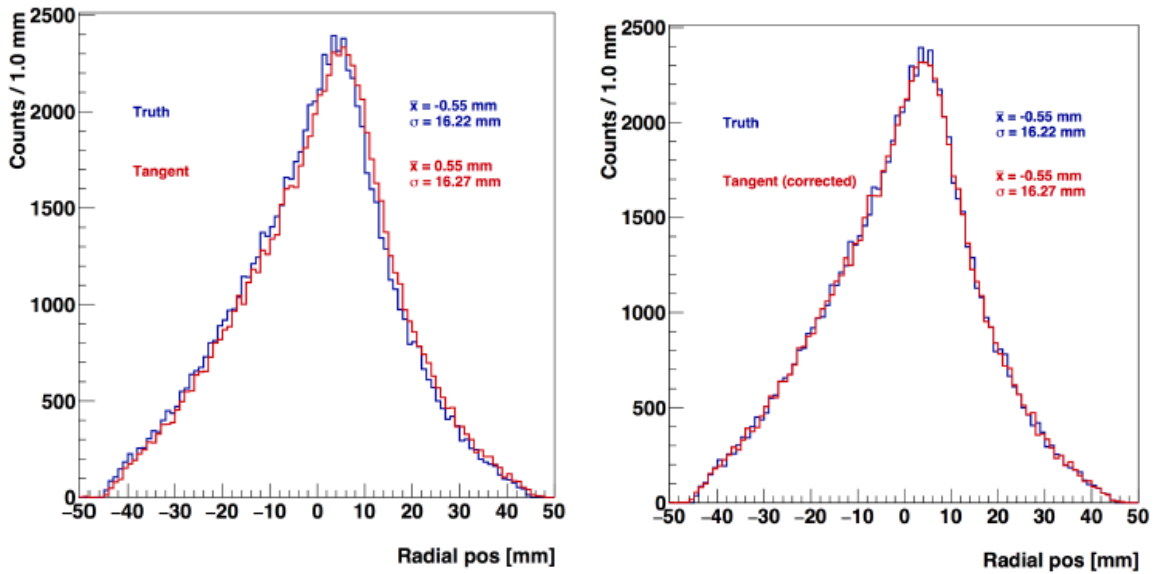 Counts / 1.0 mm
2500
2000
1500
1000
500
0
Truth
x̄ = -0.55 mm
σ = 16.22 mm
Tangent
x̄ = 0.55 mm
σ = 16.27 mm
−50 −40 −30 −20 −10 0 10 20 30 40 50
Radial pos [mm]
Counts / 1.0 mm
2500
2000
1500
1000
500
0
Truth
x̄ = -0.55 mm
σ = 16.22 mm
Tangent (corrected)
x̄ = -0.55 mm
σ = 16.27 mm
−50 −40 −30 −20 −10 0 10 20 30 40 50
Radial pos [mm]